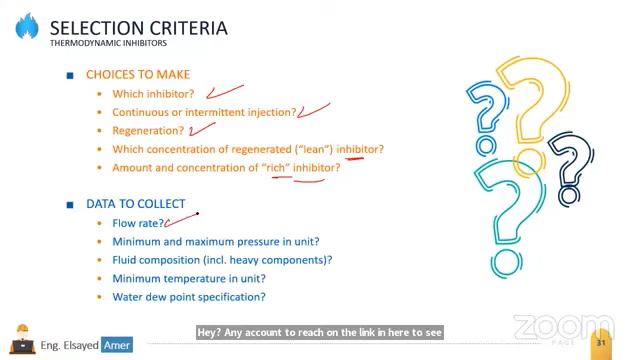 SELECTION CRITERIA
THERMODYNAMIC INHIBITORS
CHOICES TO MAKE
Which inhibitor?
Continuous or intermittent injection?
Regeneration?
Which concentration of regenerated (“lean”) inhibitor?
Amount and concentration of “rich” inhibitor?
DATA TO COLLECT
Flow rate?
Minimum and maximum pressure in unit?
Fluid composition (incl. heavy components)?
Minimum temperature in unit?
Water dew point specification?
Hey? Any account to reach on the link in here to see
zoom
Eng. Elsayed Amer
31